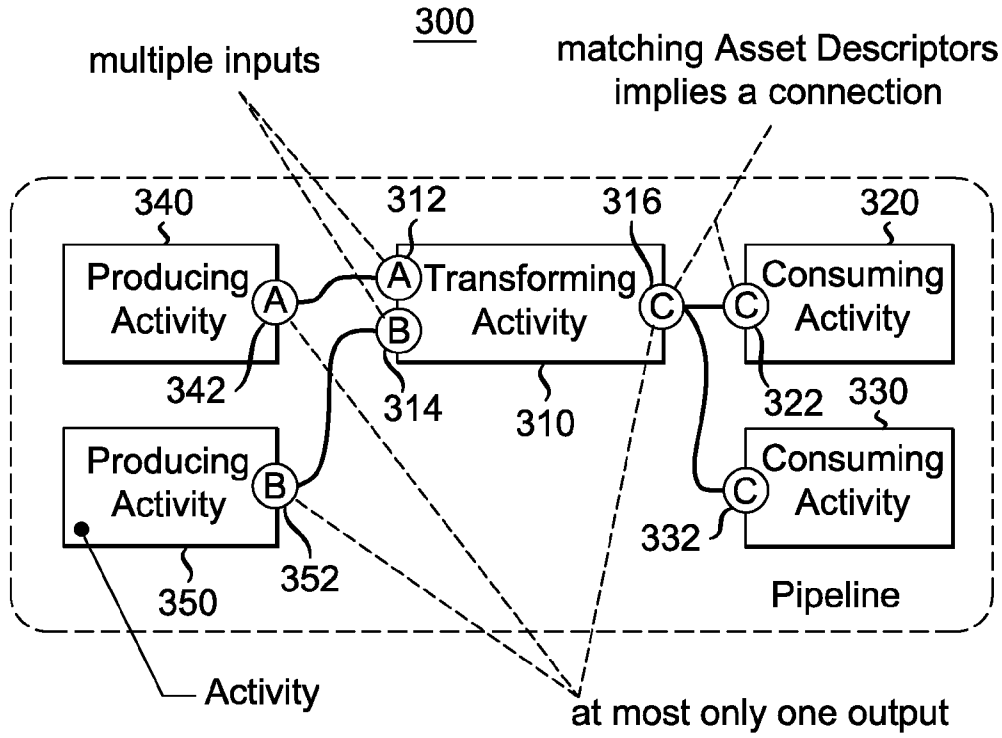 300
multiple inputs
matching Asset Descriptors
implies a connection
340
312
316
320
Producing
Activity
A
A
Transforming
Activity
B
C
C
Consuming
Activity
342
314
310
322
330
Producing
Activity
B
C
Consuming
Activity
332
350
352
Pipeline
Activity
at most only one output